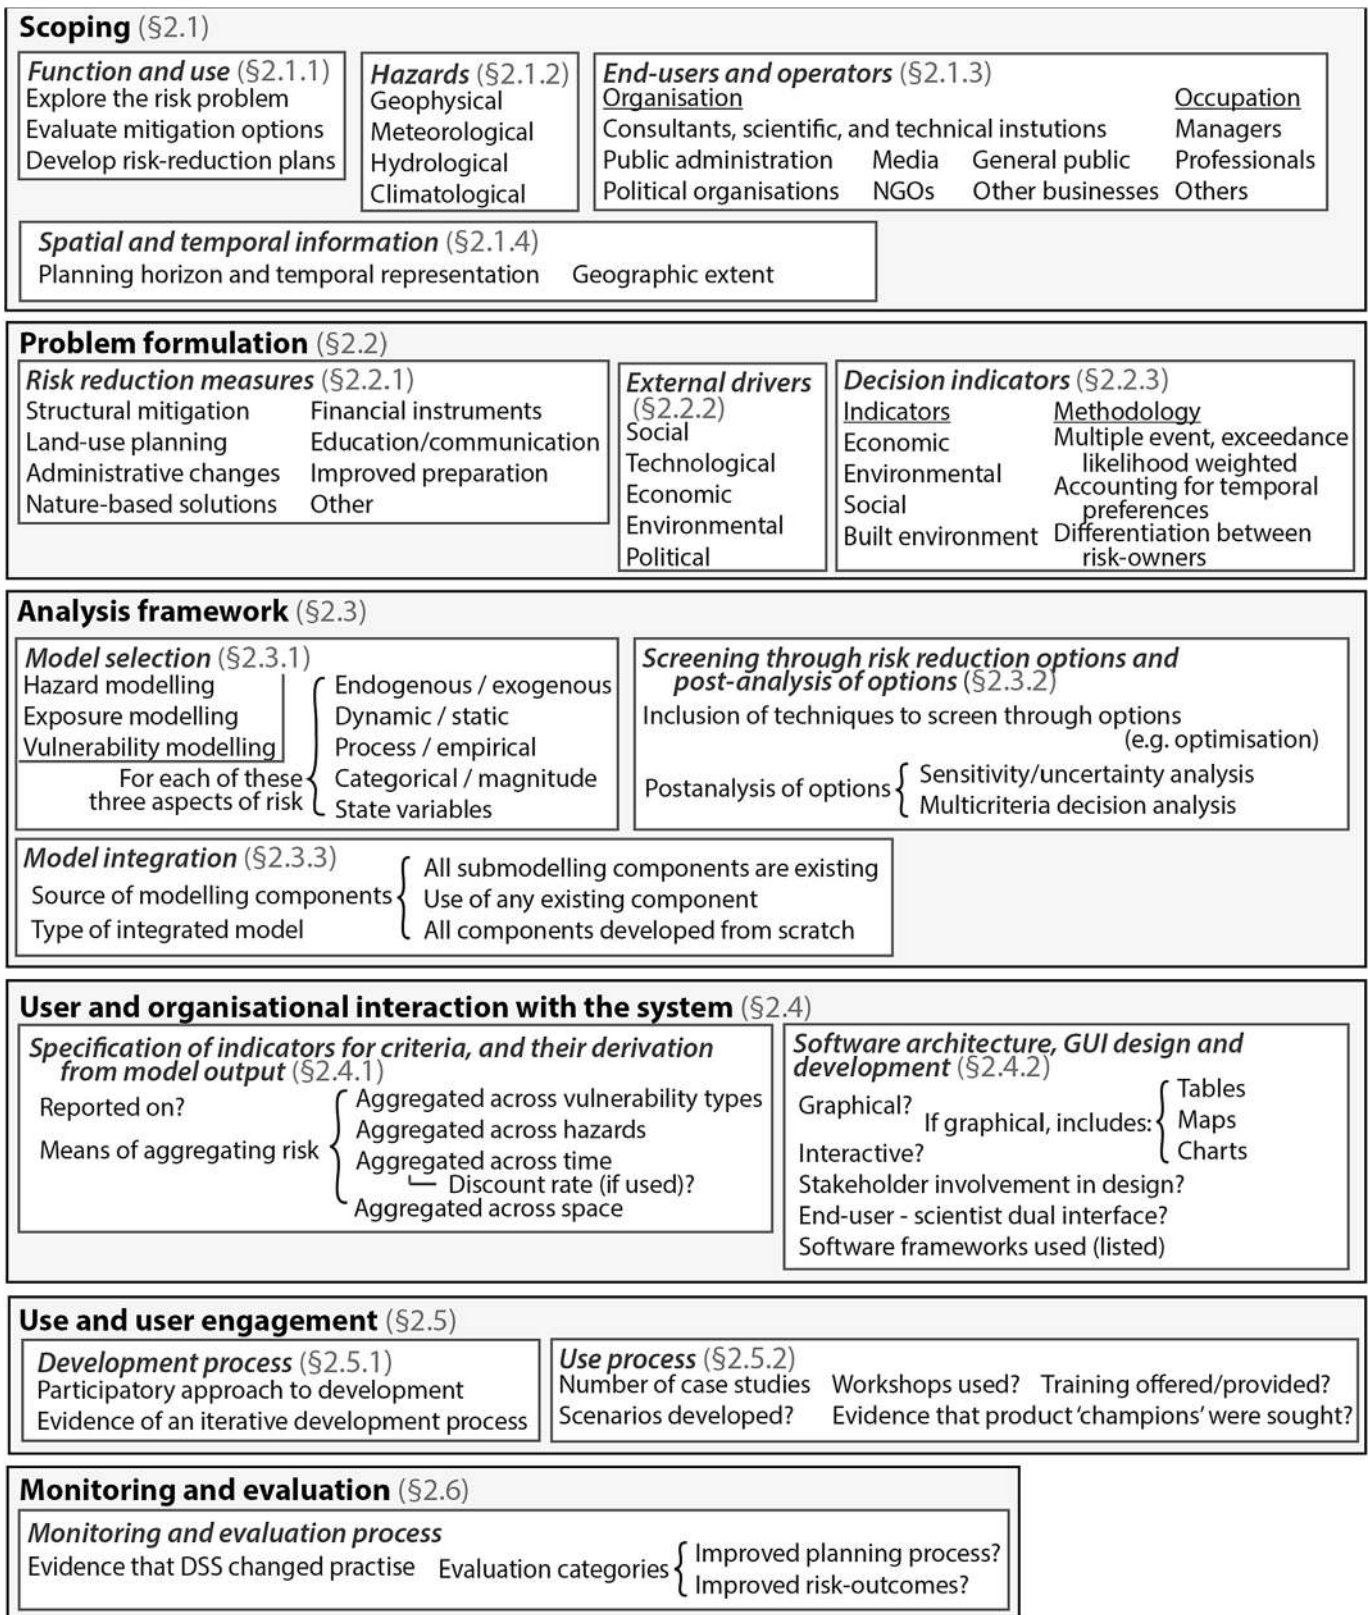 Scoping (§2.1)
Function and use (§2.1.1)
Explore the risk problem
Evaluate mitigation options
Develop risk-reduction plans
Hazards (§2.1.2)
Geophysical
Meteorological
Hydrological
Climatological
End-users and operators (§2.1.3)
Organisation
Consultants, scientific, and technical instutions
Public administration Media General public
Political organisations NGOs Other businesses
Occupation
Managers
Professionals
Others
Spatial and temporal information (§2.1.4)
Planning horizon and temporal representation Geographic extent
Problem formulation (§2.2)
Risk reduction measures (§2.2.1)
Structural mitigation Financial instruments
Land-use planning Education/communication
Administrative changes Improved preparation
Nature-based solutions Other
External drivers
(§2.2.2)
Social
Technological
Economic
Environmental
Political
Decision indicators (§2.2.3)
Indicators
Economic
Environmental
Social
Built environment
Methodology
Multiple event, exceedance
likelihood weighted
Accounting for temporal
preferences
Differentiation between
risk-owners
Analysis framework (§2.3)
Model selection (§2.3.1)
Hazard modelling
Exposure modelling
Vulnerability modelling
For each of these
three aspects of risk
Endogenous / exogenous
Dynamic / static
Process / empirical
Categorical / magnitude
State variables
Screening through risk reduction options and
post-analysis of options (§2.3.2)
Inclusion of techniques to screen through options
(e.g. optimisation)
Postanalysis of options
Sensitivity/uncertainty analysis
Multicriteria decision analysis
Model integration (§2.3.3)
Source of modelling components
Type of integrated model
All submodelling components are existing
Use of any existing component
All components developed from scratch
User and organisational interaction with the system (§2.4)
Specification of indicators for criteria, and their derivation
from model output (§2.4.1)
Reported on?
Means of aggregating risk
Aggregated across vulnerability types
Aggregated across hazards
Aggregated across time
Discount rate (if used)?
Aggregated across space
Software architecture, GUI design and
development (§2.4.2)
Graphical?
If graphical, includes:
Tables
Maps
Charts
Interactive?
Stakeholder involvement in design?
End-user - scientist dual interface?
Software frameworks used (listed)
Use and user engagement (§2.5)
Development process (§2.5.1)
Participatory approach to development
Evidence of an iterative development process
Use process (§2.5.2)
Number of case studies Workshops used? Training offered/provided?
Scenarios developed? Evidence that product 'champions' were sought?
Monitoring and evaluation (§2.6)
Monitoring and evaluation process
Evidence that DSS changed practise Evaluation categories
Improved planning process?
Improved risk-outcomes?